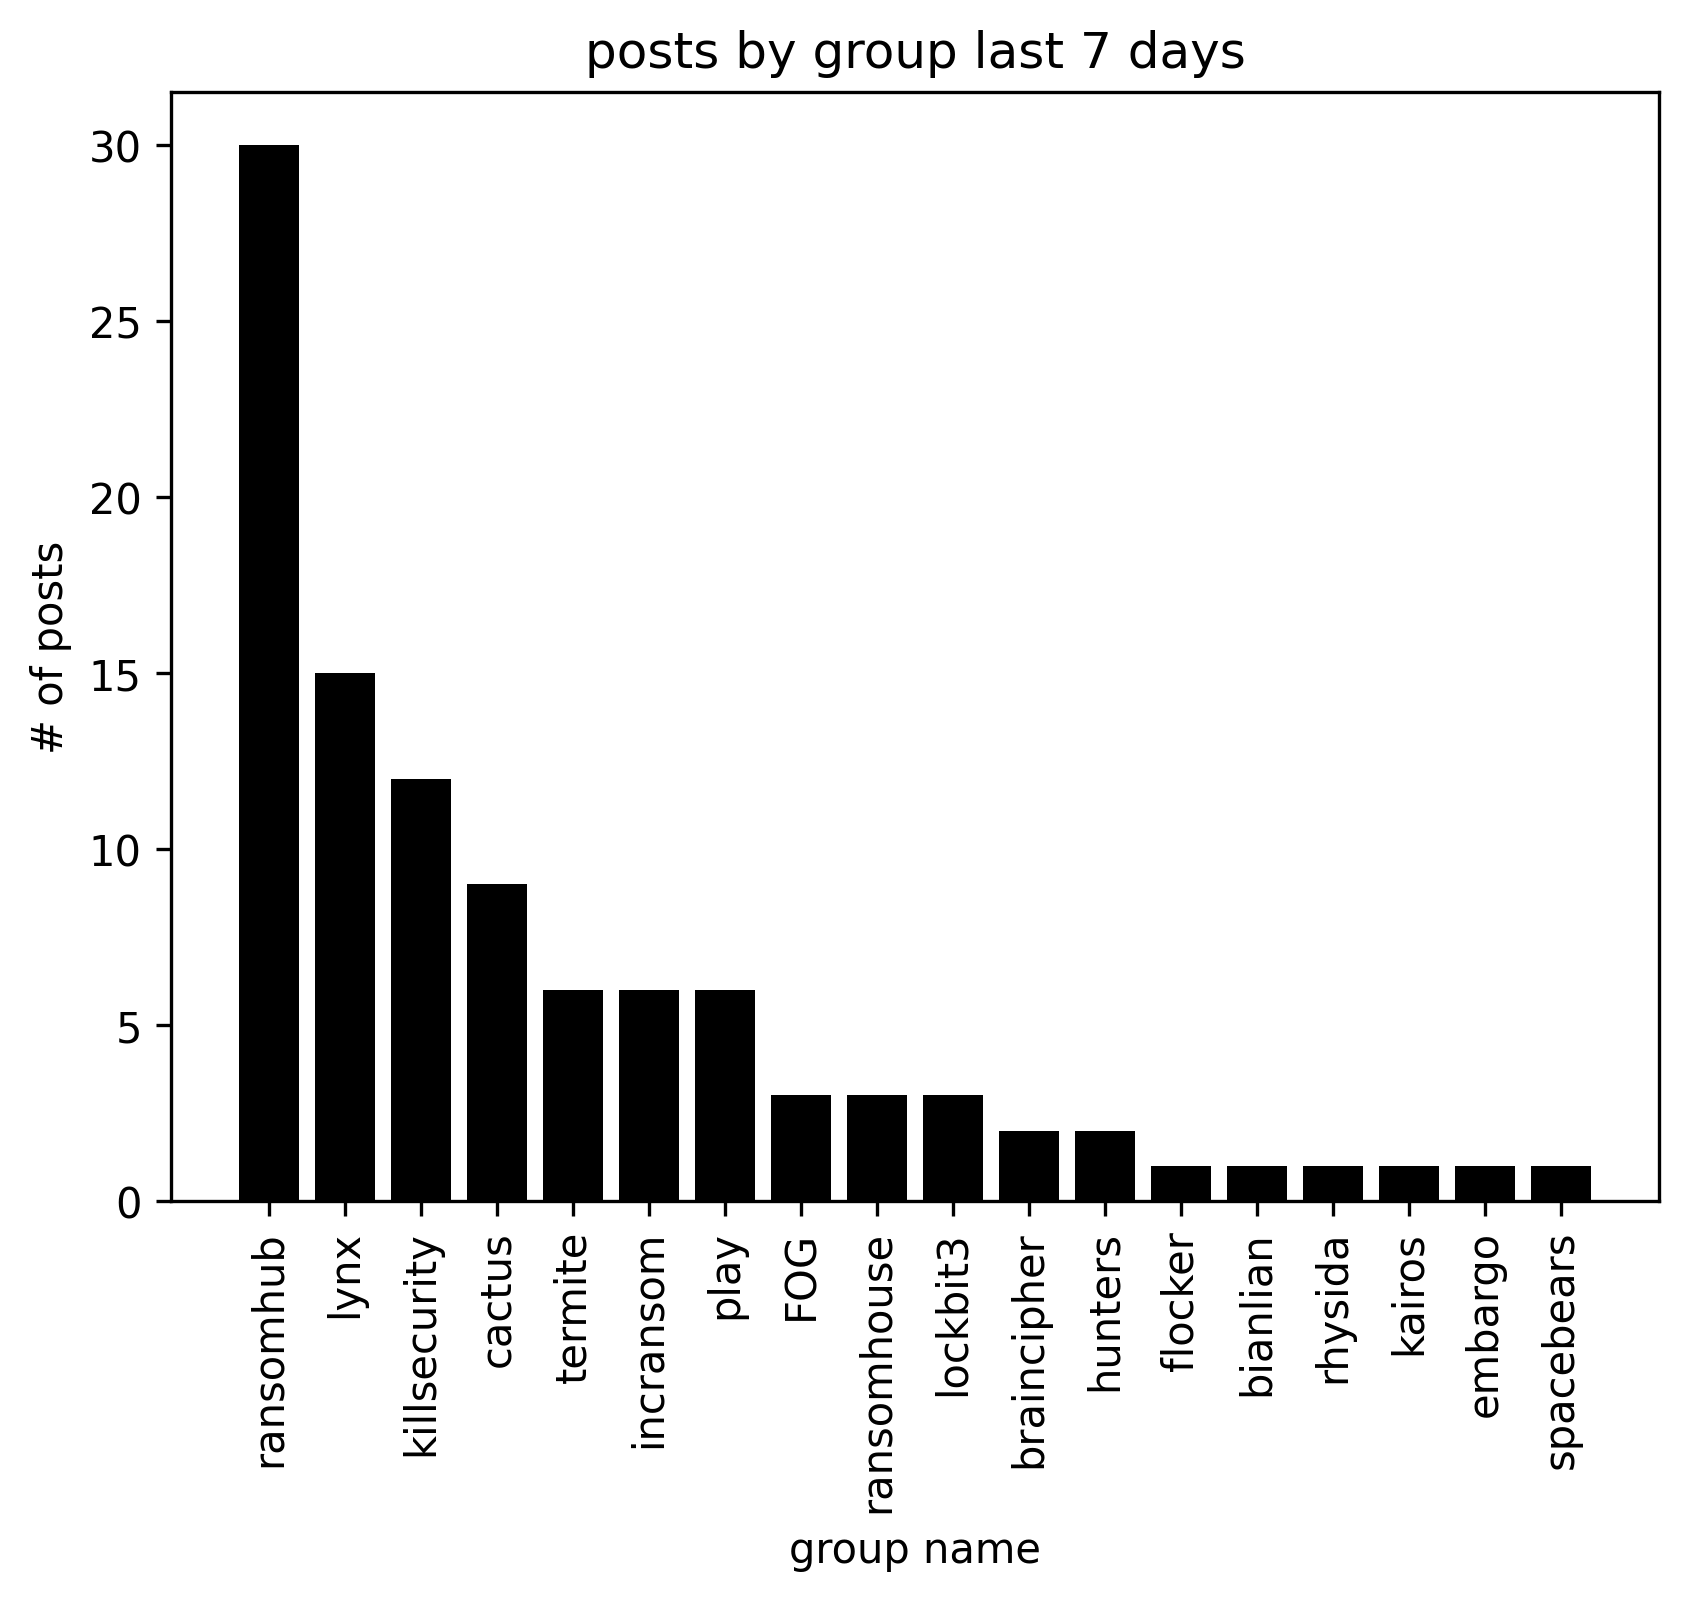 posts by group last 7 days
30
25
20
15
10
5
0
# of posts
ransomhub
lynx
killsecurity
cactus
termite
incransom
play
FOG
ransomhouse
lockbit3
braincipher
hunters
flocker
bianlian
rhysida
kairos
embargo
spacebears
group name